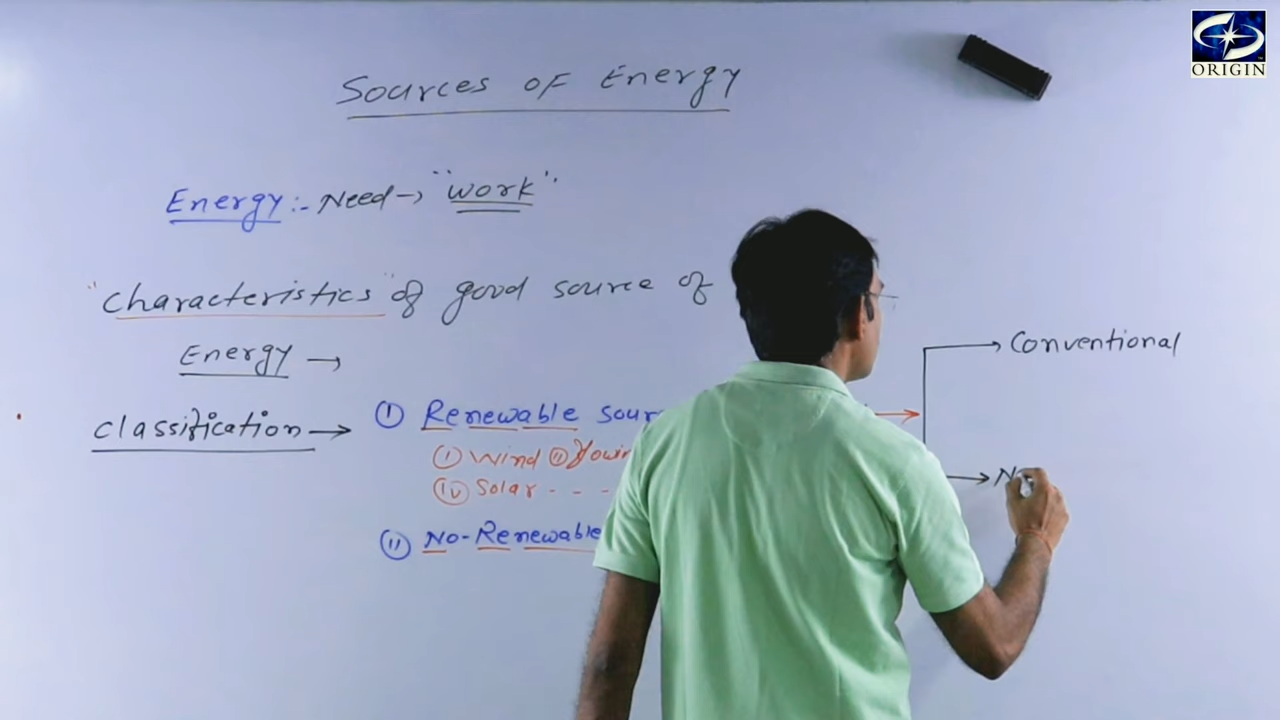 ORIGIN
Sources of Energy
Energy :- Need → "work"
"characteristics" of good source of
Energy →
Conventional
classification → (i) Renewable sour
(i) Wind (ii)
(iv) Solar - - -
(ii) No-Renewable